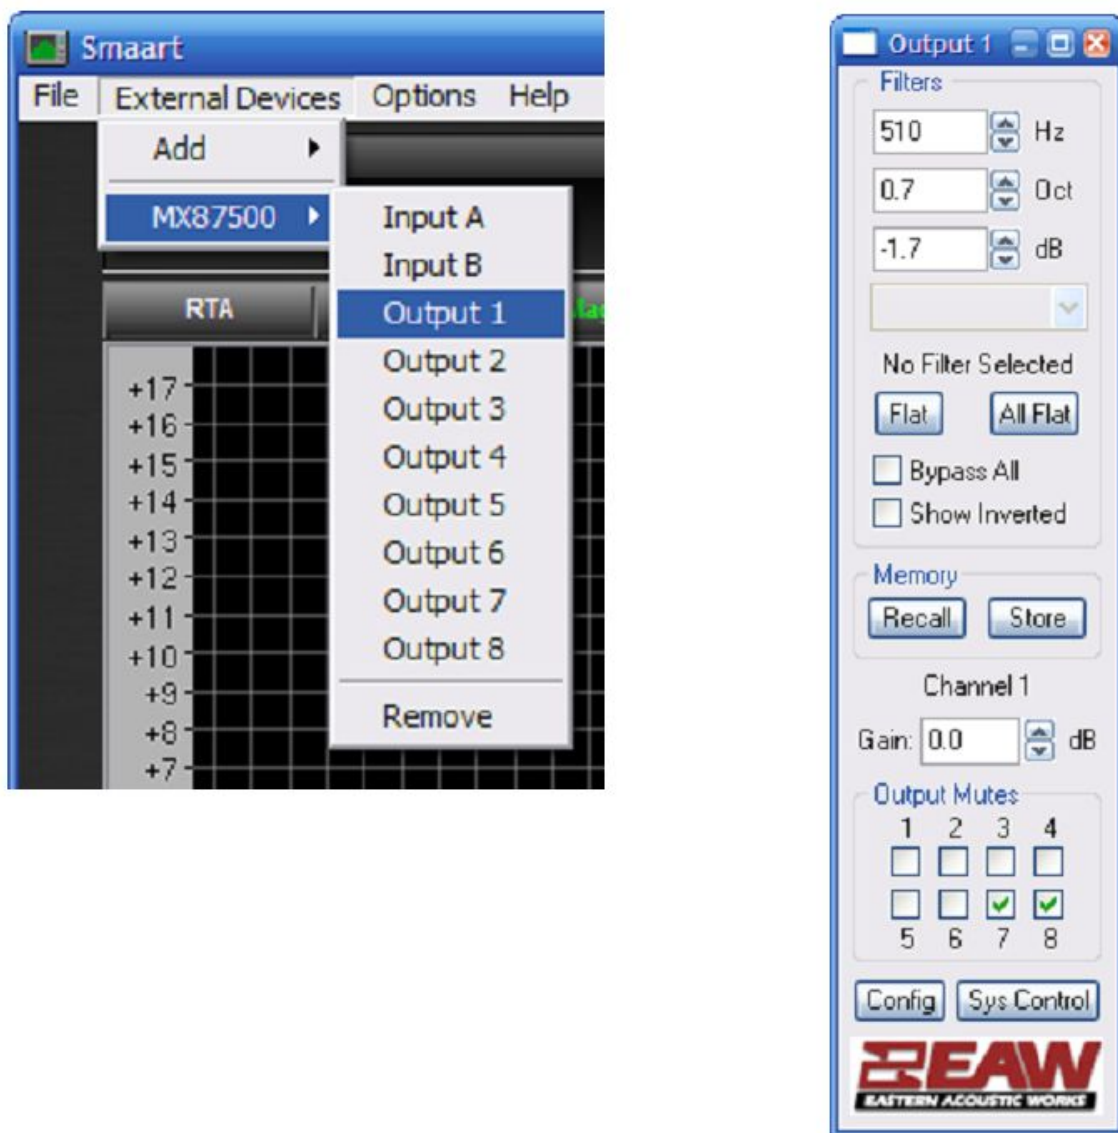 Smaart
File External Devices Options Help
Add
MX87500
Input A
Input B
Output 1
Output 2
Output 3
Output 4
Output 5
Output 6
Output 7
Output 8
Remove
RTA
+17
+16
+15
+14
+13
+12
+11
+10
+9
+8
+7
Output 1
Filters
510 Hz
0.7 Oct
-1.7 dB
No Filter Selected
Flat All Flat
Bypass All
Show Inverted
Memory
Recall Store
Channel 1
Gain: 0.0 dB
Output Mutes
1 2 3 4
5 6 7 8
Config Sys Control
EAW
EASTERN ACOUSTIC WORKS